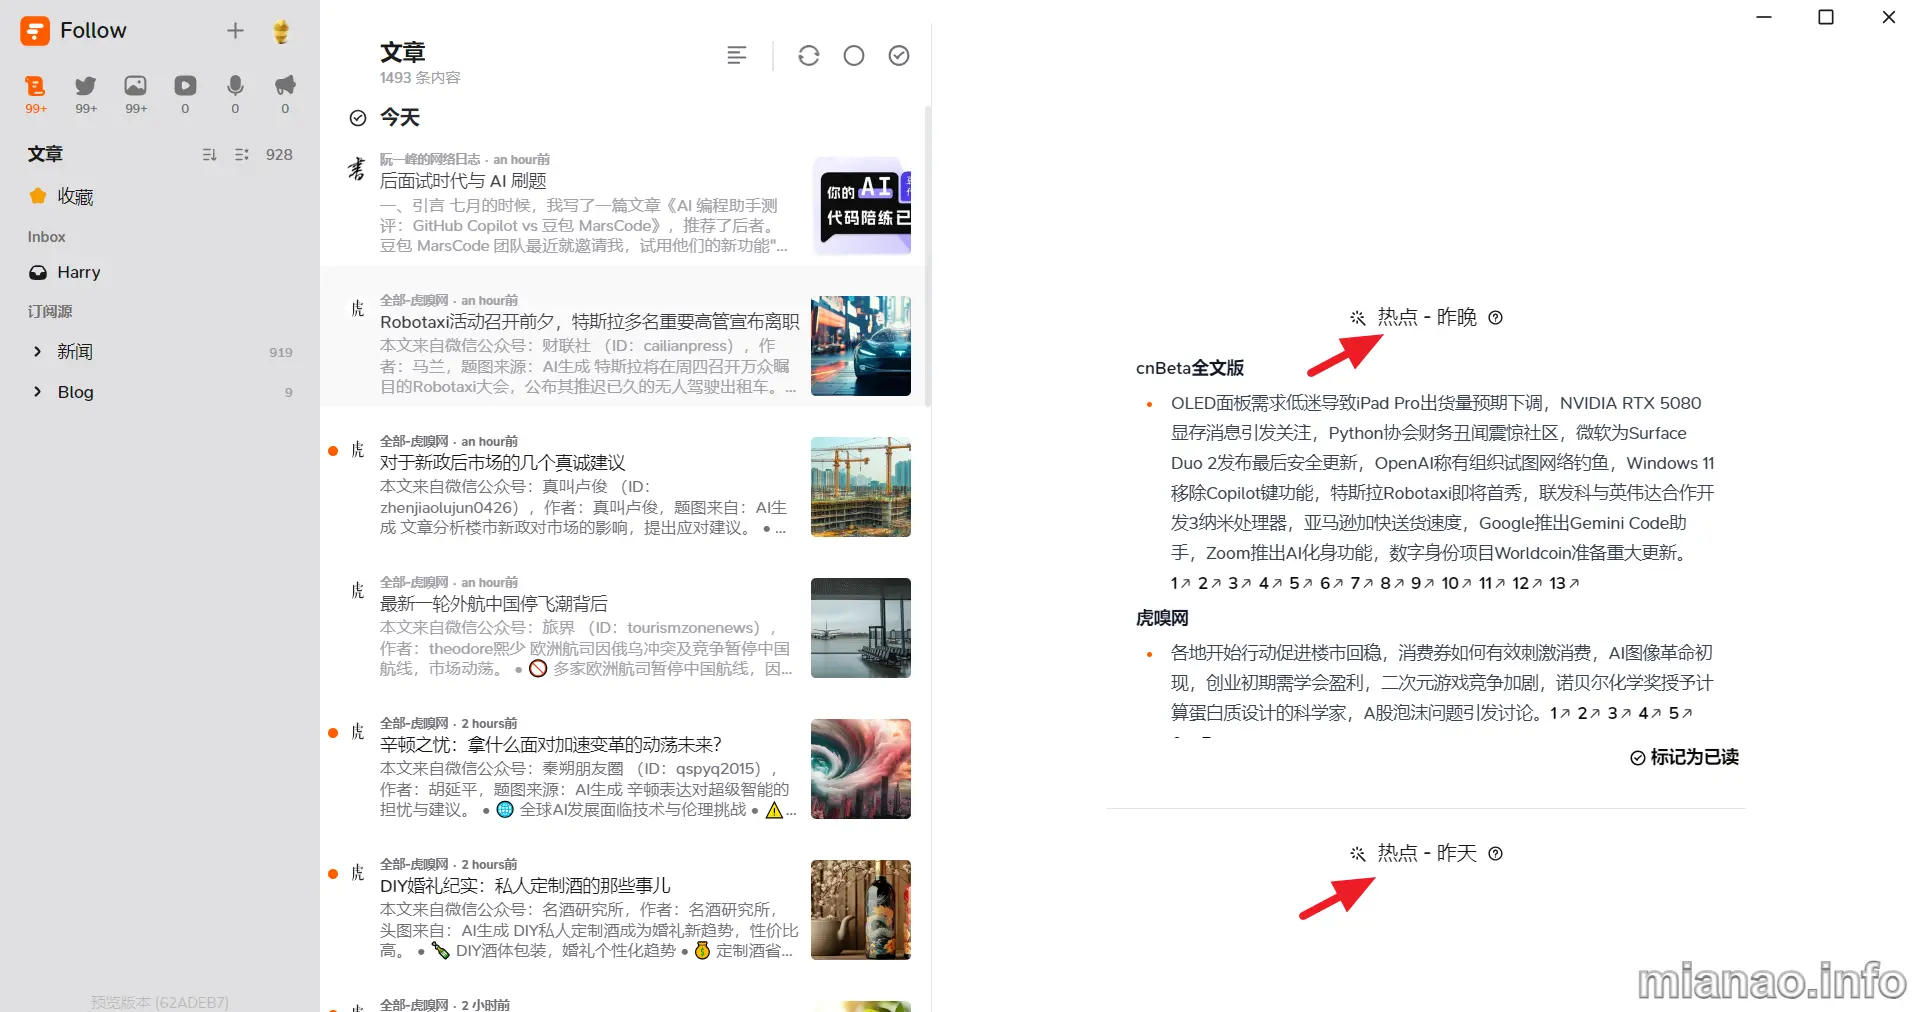 Follow
99+
99+
99+
0
0
0
文章
928
收藏
Inbox
Harry
订阅源
新闻
919
Blog
9
预览版本 (62ADEB7)
文章
1493 条内容
今天
阮一峰的网络日志 · an hour前
后面试时代与 AI 刷题
一、引言 七月的时候，我写了一篇文章《AI 编程助手测
评：GitHub Copilot vs 豆包 MarsCode》，推荐了后者。
豆包 MarsCode 团队最近就邀请我，试用他们的新功能"...
你的 AI
代码陪练已
全部-虎嗅网 · an hour前
Robotaxi活动召开前夕，特斯拉多名重要高管宣布离职
本文来自微信公众号：财联社 （ID：cailianpress），作
者：马兰，题图来源：AI生成 特斯拉将在周四召开万众瞩
目的Robotaxi大会，公布其推迟已久的无人驾驶出租车。...
全部-虎嗅网 · an hour前
对于新政后市场的几个真诚建议
本文来自微信公众号：真叫卢俊 （ID：
zhenjiaolujun0426），作者：真叫卢俊，题图来自：AI生
成 文章分析楼市新政对市场的影响，提出应对建议。 • ...
全部-虎嗅网 · an hour前
最新一轮外航中国停飞潮背后
本文来自微信公众号：旅界 （ID：tourismzonenews），
作者：theodore熙少 欧洲航司因俄乌冲突及竞争暂停中国
航线，市场动荡。 • 🚫 多家欧洲航司暂停中国航线，因...
全部-虎嗅网 · 2 hours前
辛顿之忧：拿什么面对加速变革的动荡未来？
本文来自微信公众号：秦朔朋友圈 （ID：qspyq2015），
作者：胡延平，题图来源：AI生成 辛顿表达对超级智能的
担忧与建议。 • 🌐 全球AI发展面临技术与伦理挑战 • ⚠️...
全部-虎嗅网 · 2 hours前
DIY婚礼纪实：私人定制酒的那些事儿
本文来自微信公众号：名酒研究所，作者：名酒研究所，
头图来自：AI生成 DIY私人定制酒成为婚礼新趋势，性价比
高。 • 🍾 DIY酒体包装，婚礼个性化趋势 • 💰 定制酒省...
全部-虎嗅网 · 2 小时前
热点 - 昨晚
cnBeta全文版
OLED面板需求低迷导致iPad Pro出货量预期下调，NVIDIA RTX 5080
显存消息引发关注，Python协会财务丑闻震惊社区，微软为Surface
Duo 2发布最后安全更新，OpenAI称有组织试图网络钓鱼，Windows 11
移除Copilot键功能，特斯拉Robotaxi即将首秀，联发科与英伟达合作开
发3纳米处理器，亚马逊加快送货速度，Google推出Gemini Code助
手，Zoom推出AI化身功能，数字身份项目Worldcoin准备重大更新。
1↗ 2↗ 3↗ 4↗ 5↗ 6↗ 7↗ 8↗ 9↗ 10↗ 11↗ 12↗ 13↗
虎嗅网
各地开始行动促进楼市回稳，消费券如何有效刺激消费，AI图像革命初
现，创业初期需学会盈利，二次元游戏竞争加剧，诺贝尔化学奖授予计
算蛋白质设计的科学家，A股泡沫问题引发讨论。1↗ 2↗ 3↗ 4↗ 5↗
标记为已读
热点 - 昨天
mianao.info